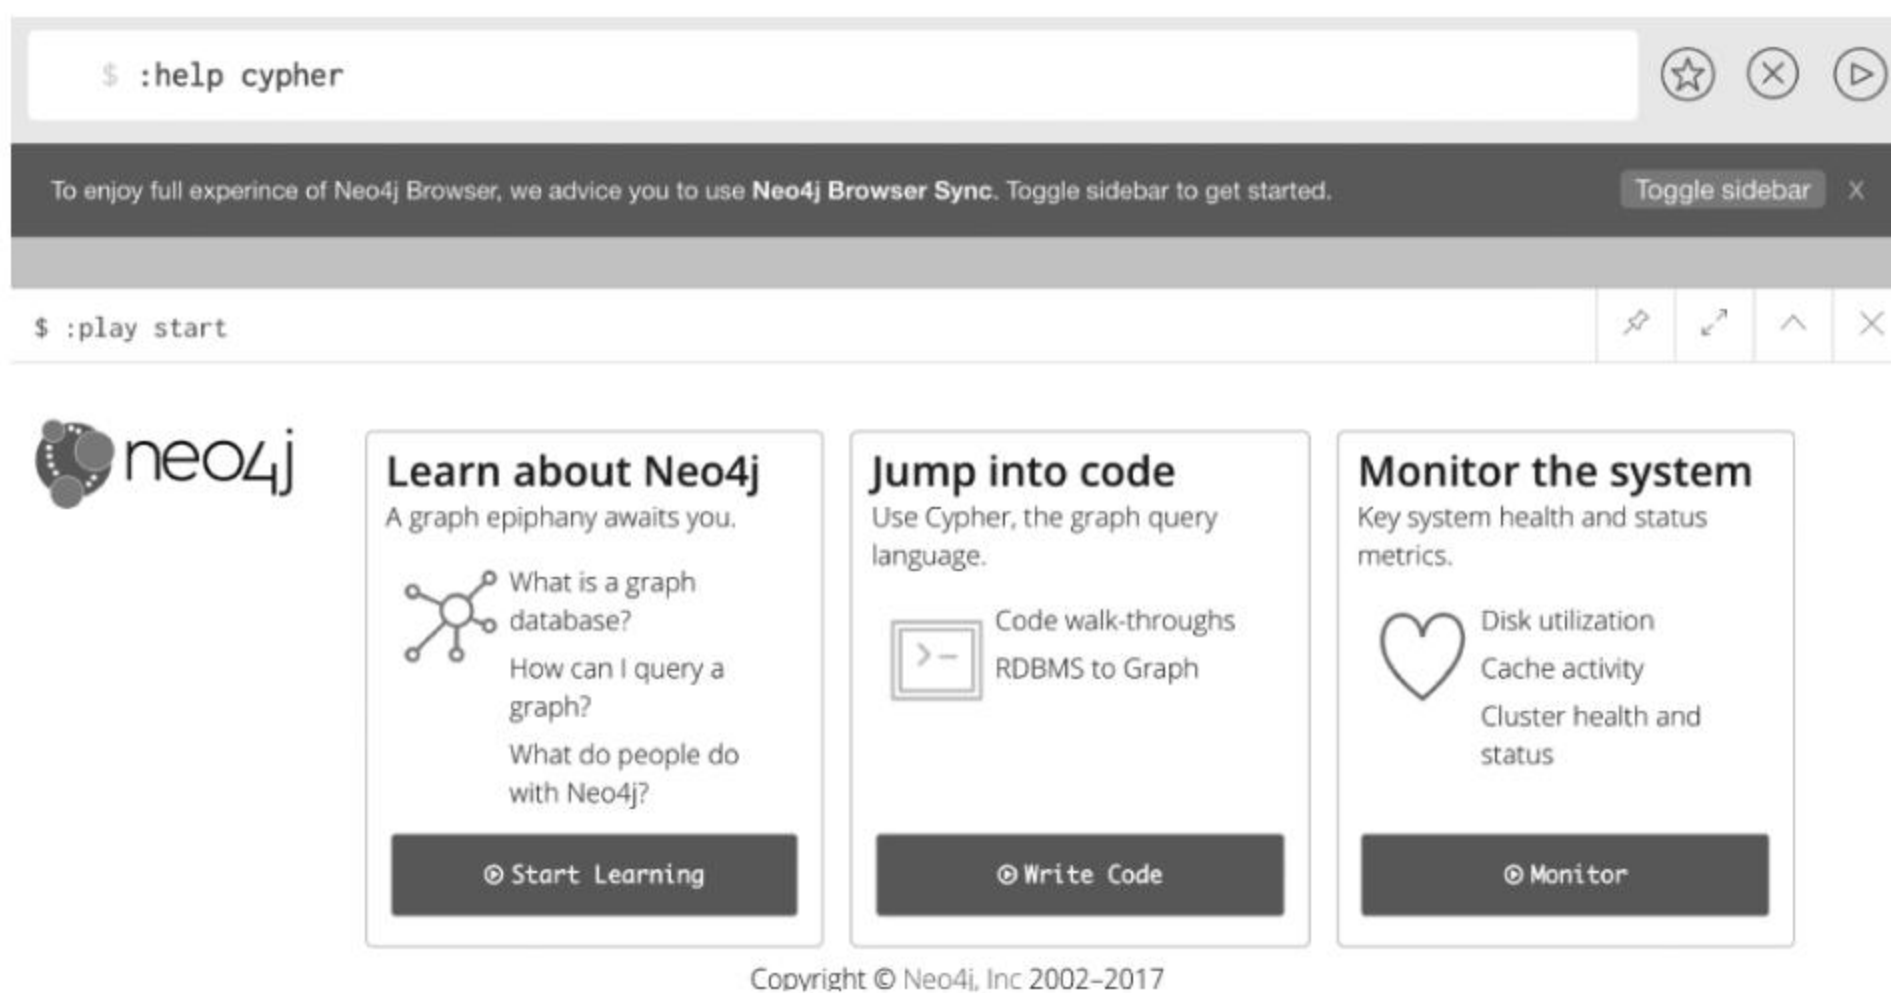 $ :help cypher
To enjoy full experince of Neo4j Browser, we advice you to use Neo4j Browser Sync. Toggle sidebar to get started.
Toggle sidebar X
$ :play start
neo4j
Learn about Neo4j
A graph epiphany awaits you.
What is a graph
database?
How can I query a
graph?
What do people do
with Neo4j?
Start Learning
Jump into code
Use Cypher, the graph query
language.
>_
Code walk-throughs
RDBMS to Graph
Write Code
Monitor the system
Key system health and status
metrics.
Disk utilization
Cache activity
Cluster health and
status
Monitor
Copyright © Neo4j, Inc 2002–2017